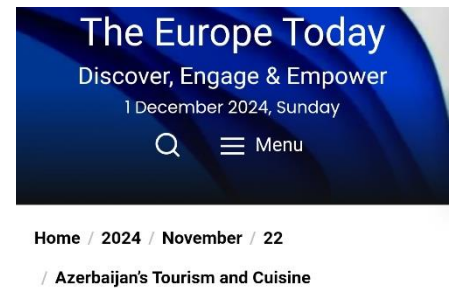 The Europe Today
Discover, Engage & Empower
1 December 2024, Sunday
Menu
Home / 2024 / November / 22
/ Azerbaijan's Tourism and Cuisine